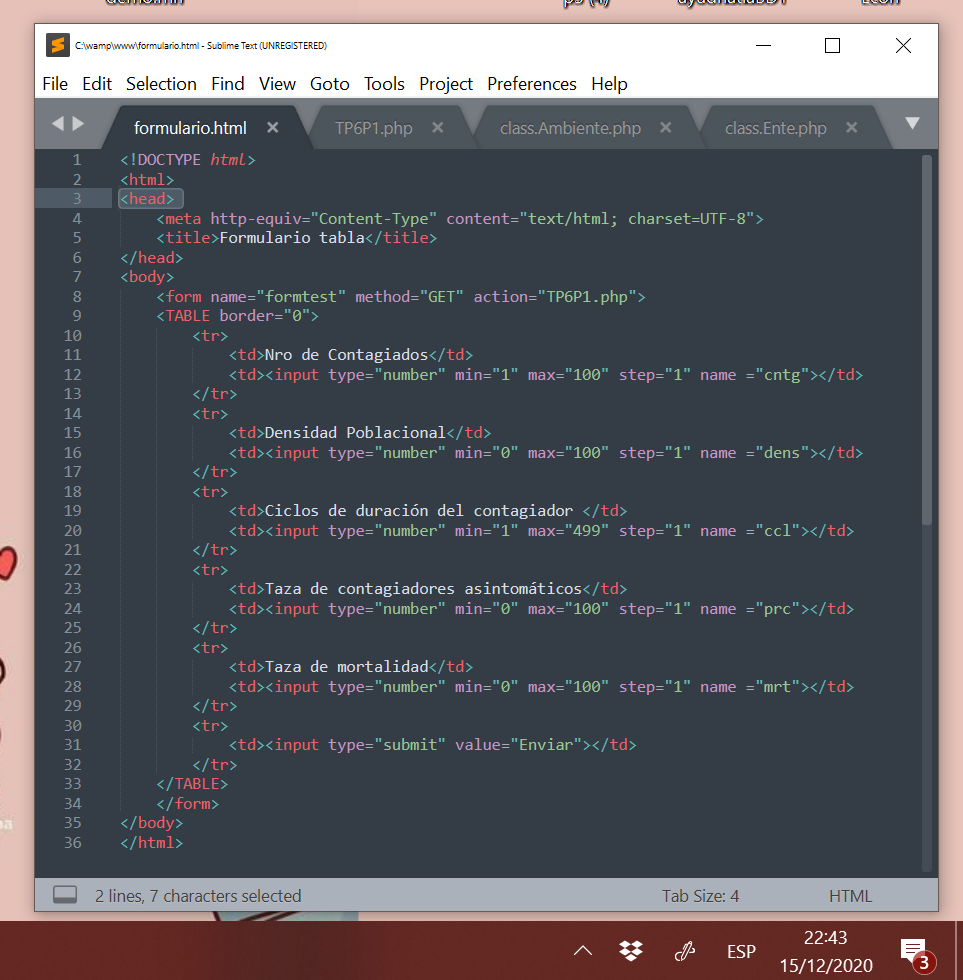 C:\wamp\www\formulario.html - Sublime Text (UNREGISTERED)
File Edit Selection Find View Goto Tools Project Preferences Help
formulario.html × TP6P1.php × class.Ambiente.php × class.Ente.php ×
1 <!DOCTYPE html>
2 <html>
3 <head>
4 <meta http-equiv="Content-Type" content="text/html; charset=UTF-8">
5 <title>Formulario tabla</title>
6 </head>
7 <body>
8 <form name="formtest" method="GET" action="TP6P1.php">
9 <TABLE border="0">
10 <tr>
11 <td>Nro de Contagiados</td>
12 <td><input type="number" min="1" max="100" step="1" name ="cntg"></td>
13 </tr>
14 <tr>
15 <td>Densidad Poblacional</td>
16 <td><input type="number" min="0" max="100" step="1" name ="dens"></td>
17 </tr>
18 <tr>
19 <td>Ciclos de duración del contagiador </td>
20 <td><input type="number" min="1" max="499" step="1" name ="ccl"></td>
21 </tr>
22 <tr>
23 <td>Taza de contagiadores asintomáticos</td>
24 <td><input type="number" min="0" max="100" step="1" name ="prc"></td>
25 </tr>
26 <tr>
27 <td>Taza de mortalidad</td>
28 <td><input type="number" min="0" max="100" step="1" name ="mrt"></td>
29 </tr>
30 <tr>
31 <td><input type="submit" value="Enviar"></td>
32 </tr>
33 </TABLE>
34 </form>
35 </body>
36 </html>
2 lines, 7 characters selected Tab Size: 4 HTML
ESP 22:43
15/12/2020 3